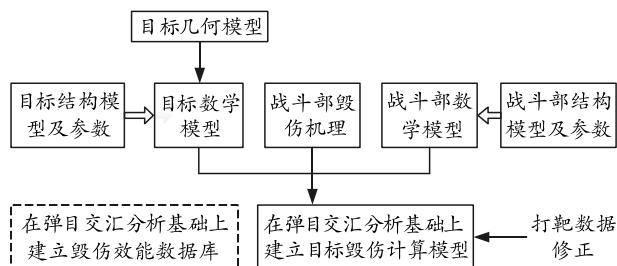 目标几何模型
目标结构模
型及参数
目标数学
模型
战斗部毁
伤机理
战斗部数
学模型
战斗部结构
模型及参数
在弹目交汇分析基础上
建立毁伤效能数据库
在弹目交汇分析基础上
建立目标毁伤计算模型
打靶数据
修正